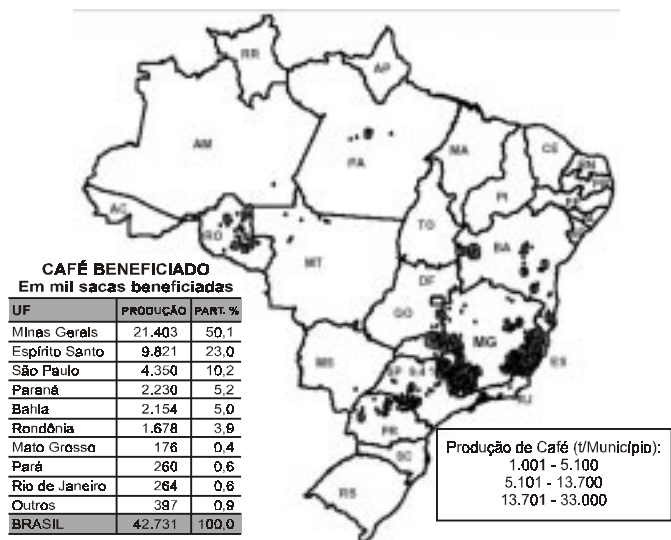 RR
AP
AM
PA
MA
CE
RN
PI
AC
RO
TO
BA
MT
DF
GO
MG
ES
MS
SP
RJ
PR
SC
RS
CAFÉ BENEFICIADO
Em mil sacas beneficiadas
UF PRODUÇÃO PART. %
Minas Gerais 21.403 50,1
Espírito Santo 9.821 23,0
São Paulo 4.350 10,2
Paraná 2.230 5,2
Bahia 2.154 5,0
Rondônia 1.678 3,9
Mato Grosso 176 0,4
Pará 260 0,6
Rio de Janeiro 264 0,6
Outros 397 0,9
BRASIL 42.731 100,0
Produção de Café (t/Município):
1.001 - 5.100
5.101 - 13.700
13.701 - 33.000